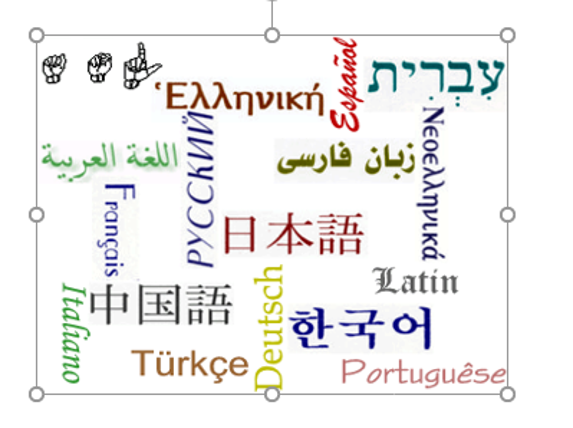 Ἑλληνική
Español
עִבְרִית
اللغة العربية
РУССКИЙ
زبان فارسی
Νεοελληνικά
Français
日本語
Latin
Italiano
中国語
Deutsch
한국어
Türkçe
Portuguêse